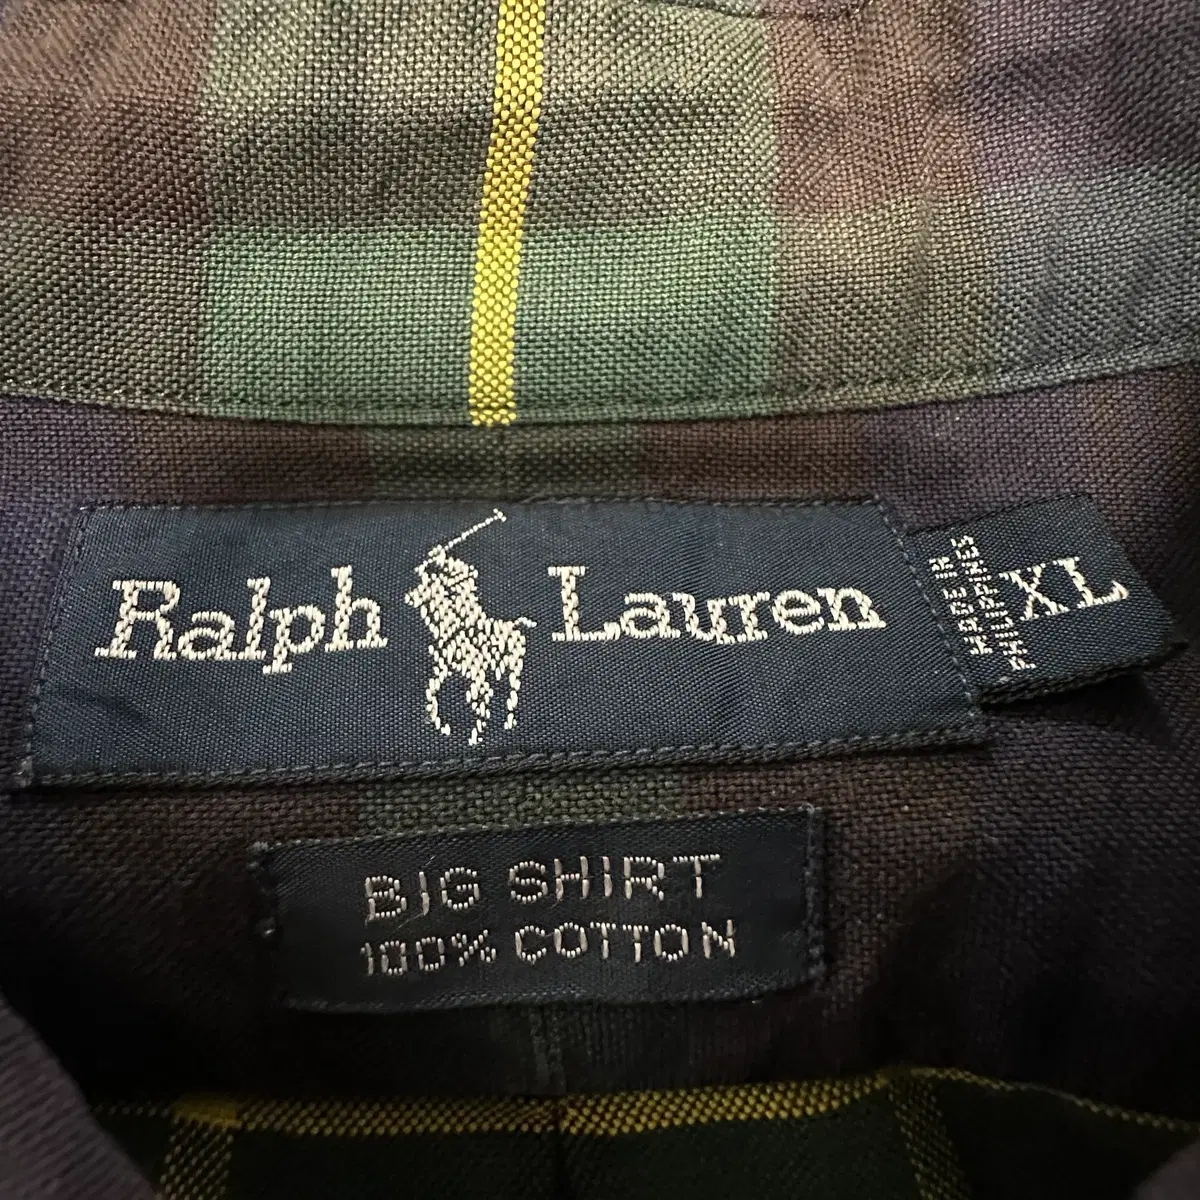 Ralph Lauren
MADE IN
PHILIPPINES
XL
BIG SHIRT
100% COTTON